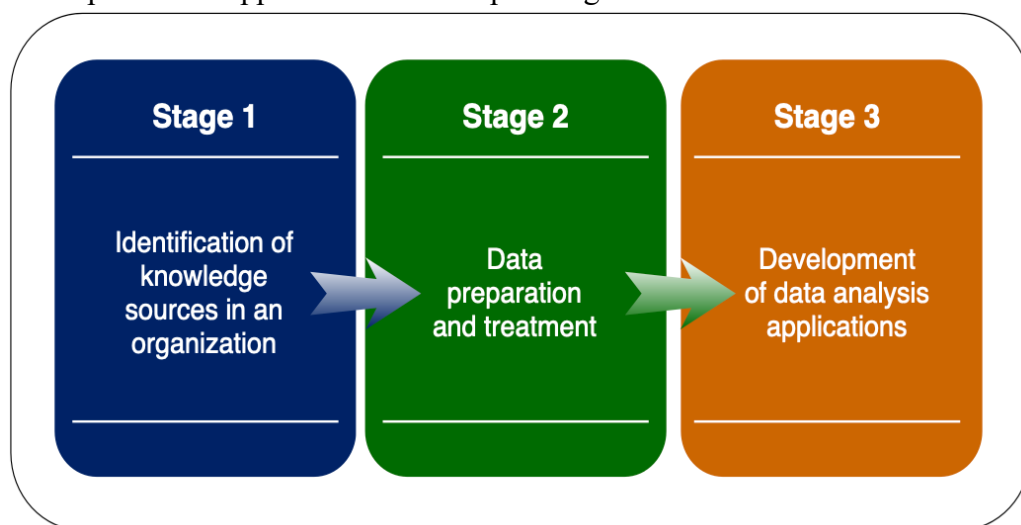 Stage 1
Identification of
knowledge
sources in an
organization
Stage 2
Data
preparation
and treatment
Stage 3
Development
of data analysis
applications